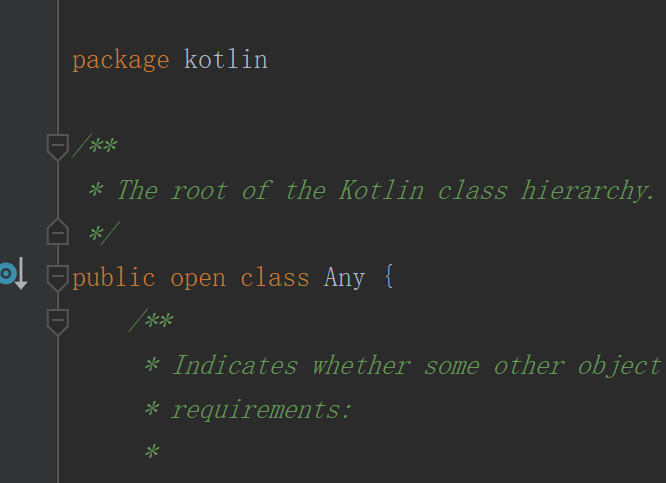 package kotlin
/**
* The root of the Kotlin class hierarchy.
*/
public open class Any {
/**
* Indicates whether some other object
* requirements:
*